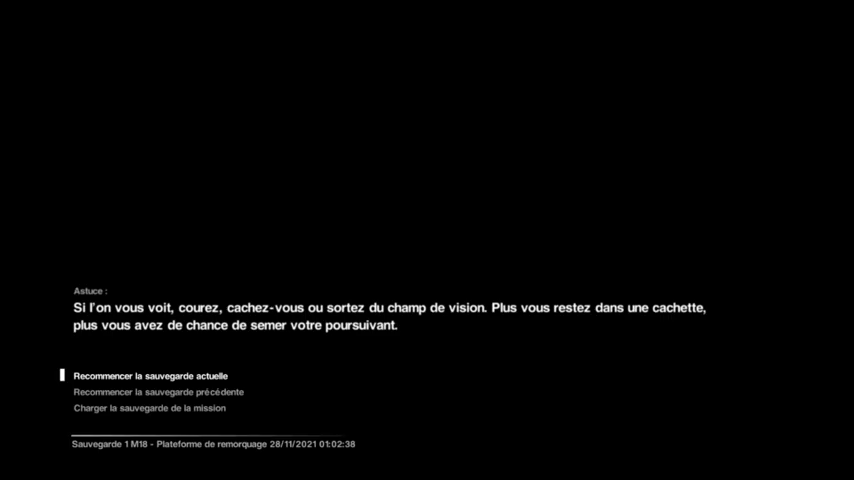 Astuce :
Si l'on vous voit, courez, cachez-vous ou sortez du champ de vision. Plus vous restez dans une cachette,
plus vous avez de chance de semer votre poursuivant.
Recommencer la sauvegarde actuelle
Recommencer la sauvegarde précédente
Charger la sauvegarde de la mission
Sauvegarde 1 M18 - Plateforme de remorquage 28/11/2021 01:02:38